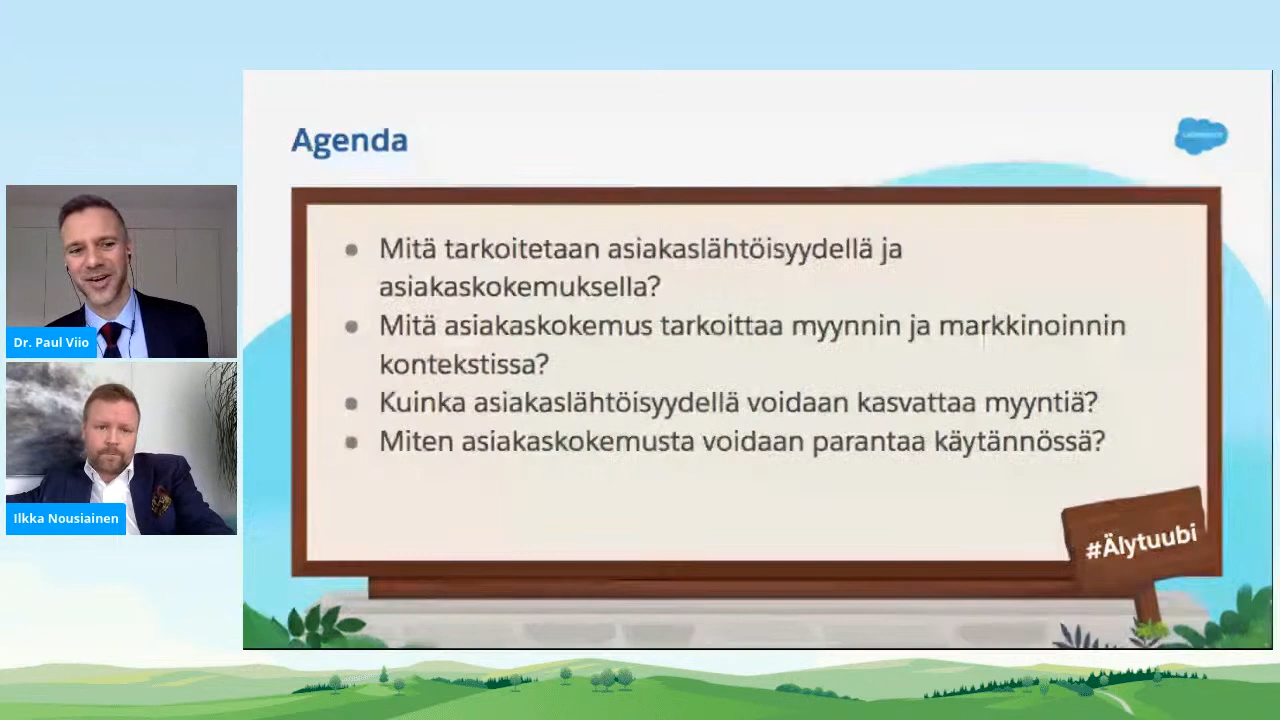 Agenda
Mitä tarkoitetaan asiakaslähtöisyydellä ja
asiakaskokemuksella?
Mitä asiakaskokemus tarkoittaa myynnin ja markkinoinnin
kontekstissa?
Kuinka asiakaslähtöisyydellä voidaan kasvattaa myyntiä?
Miten asiakaskokemusta voidaan parantaa käytännössä?
#Älytuubi
Dr. Paul Viio
Ilkka Nousiainen